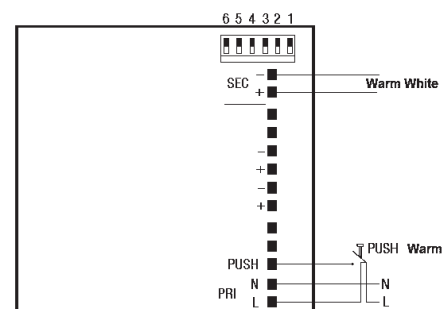 6 5 4 3 2 1
−
SEC
Warm White
+
−
+
−
+
PUSH
PUSH Warm
N
N
PRI
L
L